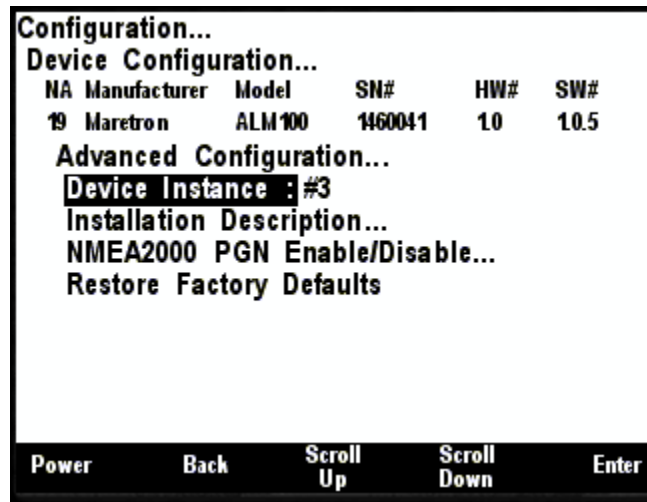 Configuration...
Device Configuration...
NA Manufacturer Model SN# HW# SW#
19 Maretron ALM100 1460041 1.0 1.0.5
Advanced Configuration...
Device Instance : #3
Installation Description...
NMEA2000 PGN Enable/Disable...
Restore Factory Defaults
Power Back Scroll Up Scroll Down Enter